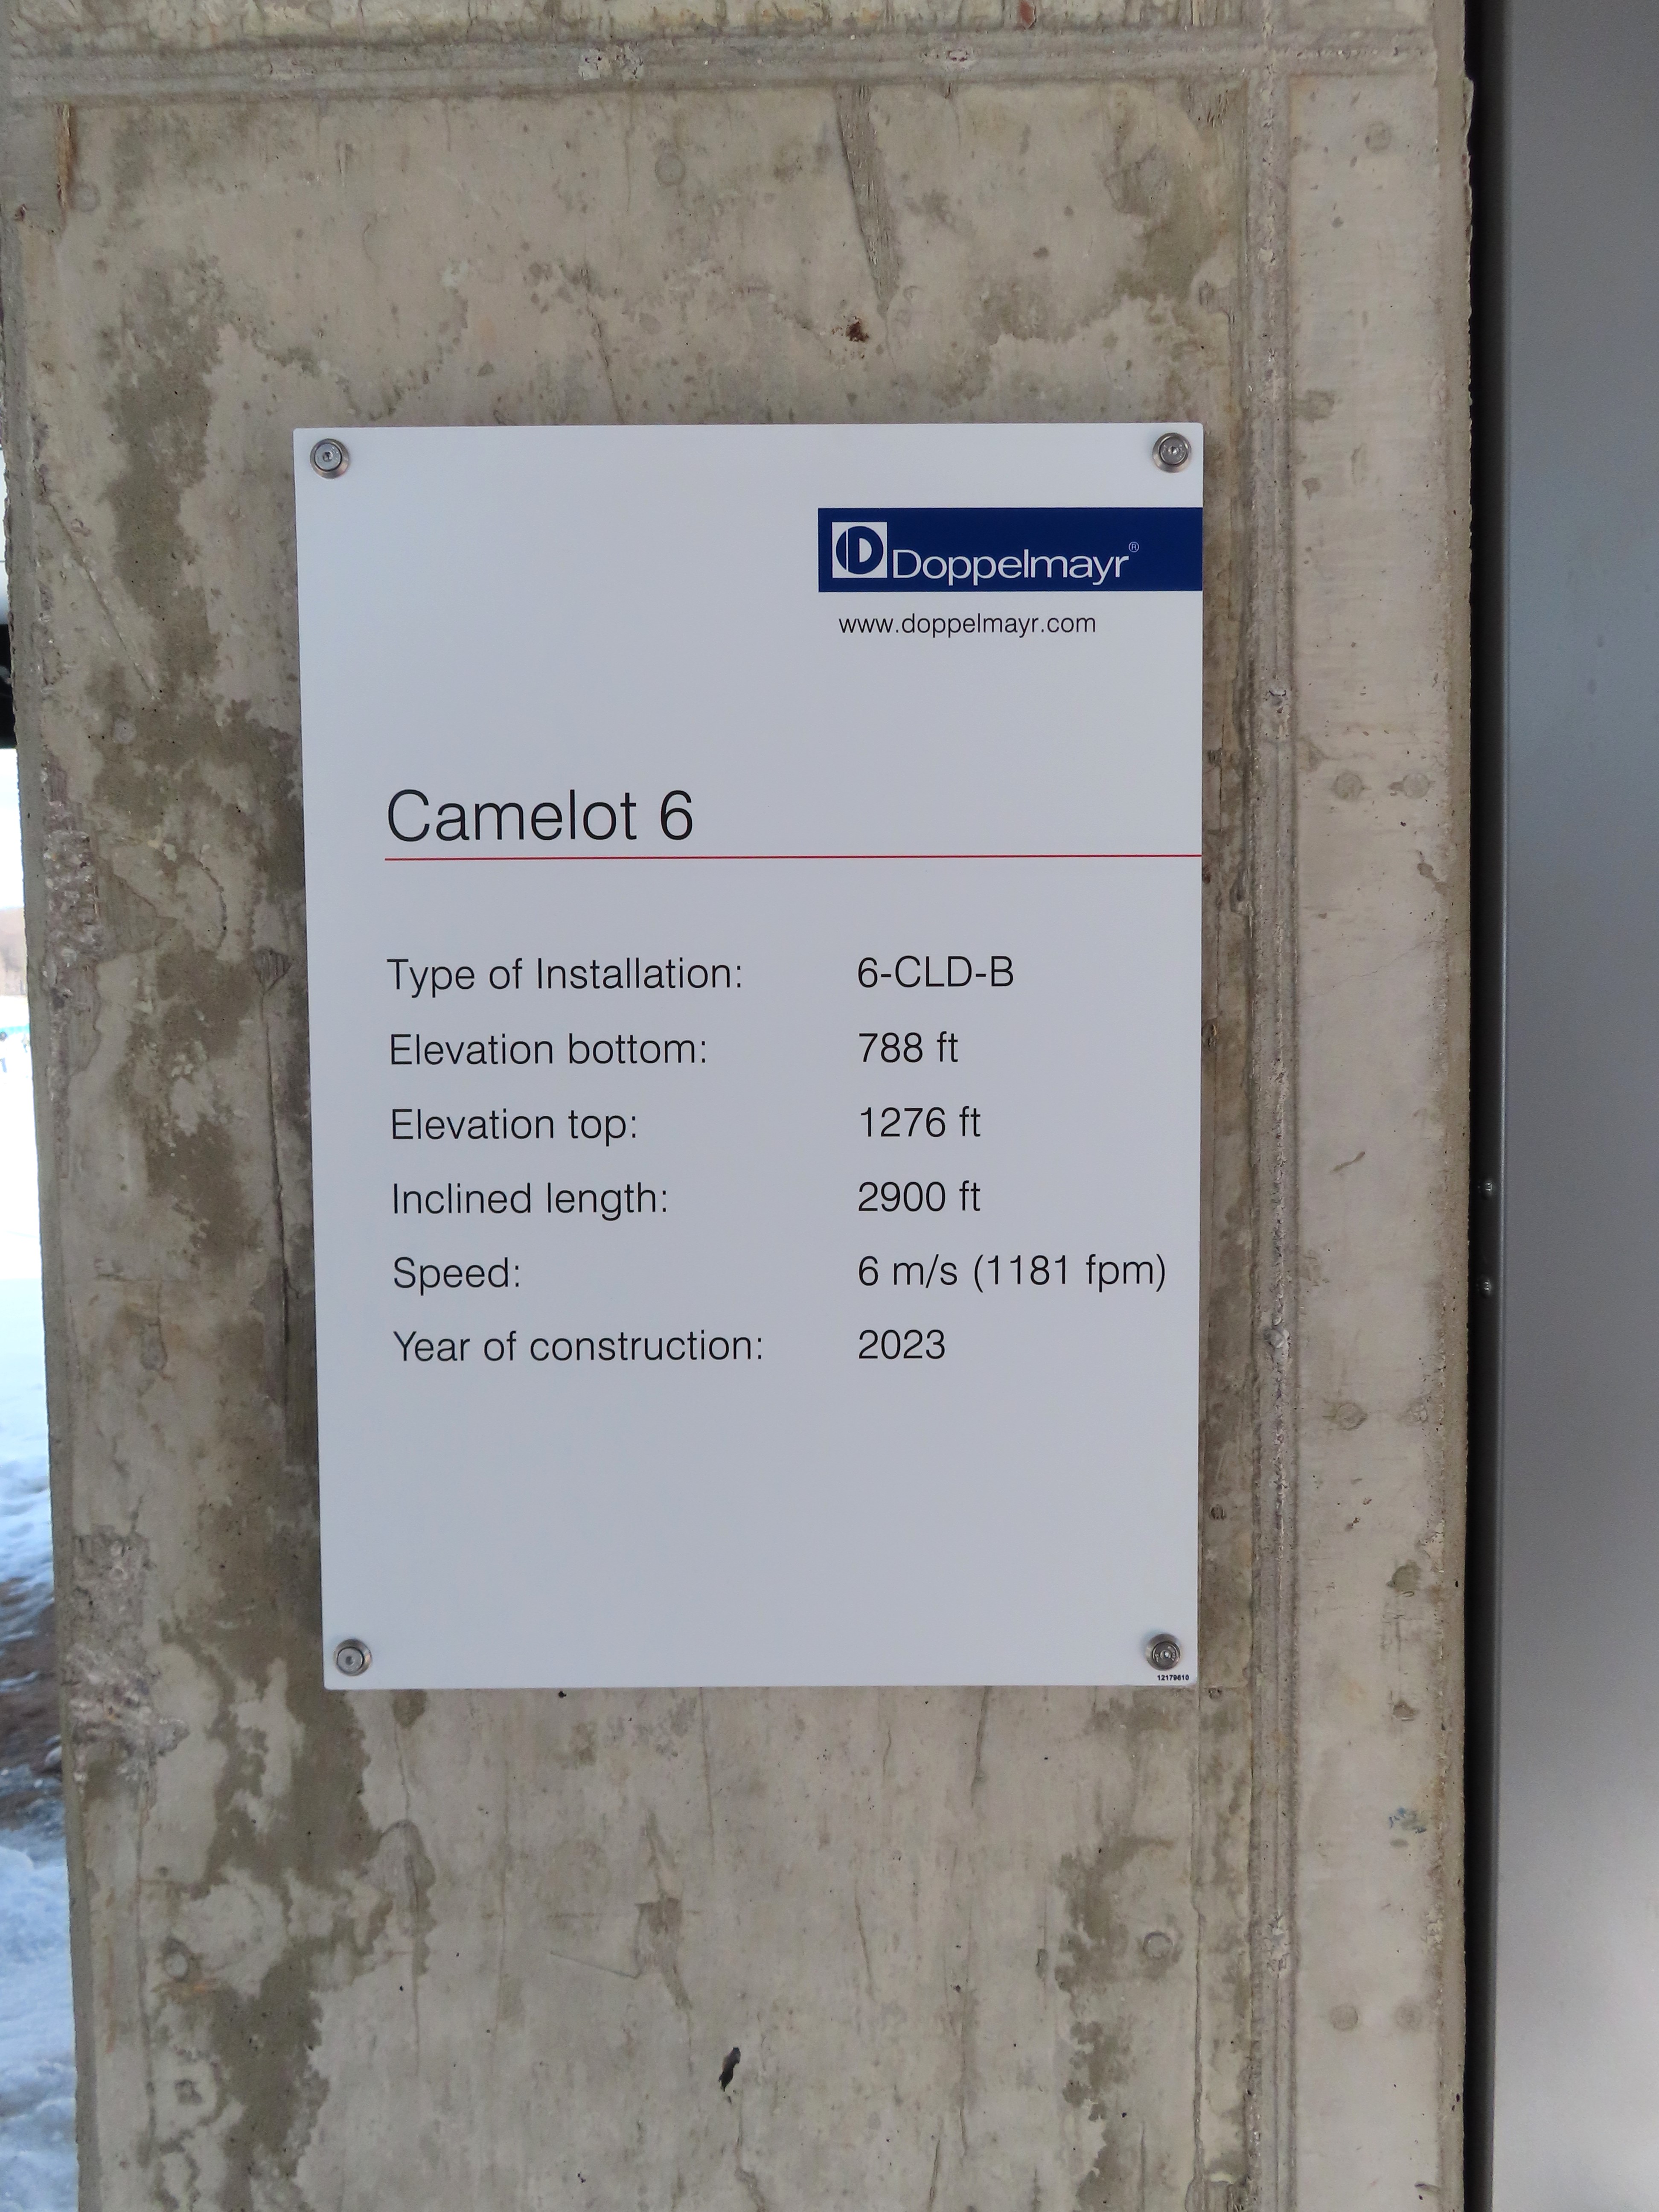 Doppelmayr®
www.doppelmayr.com
Camelot 6
Type of Installation: 6-CLD-B
Elevation bottom: 788 ft
Elevation top: 1276 ft
Inclined length: 2900 ft
Speed: 6 m/s (1181 fpm)
Year of construction: 2023
12179610